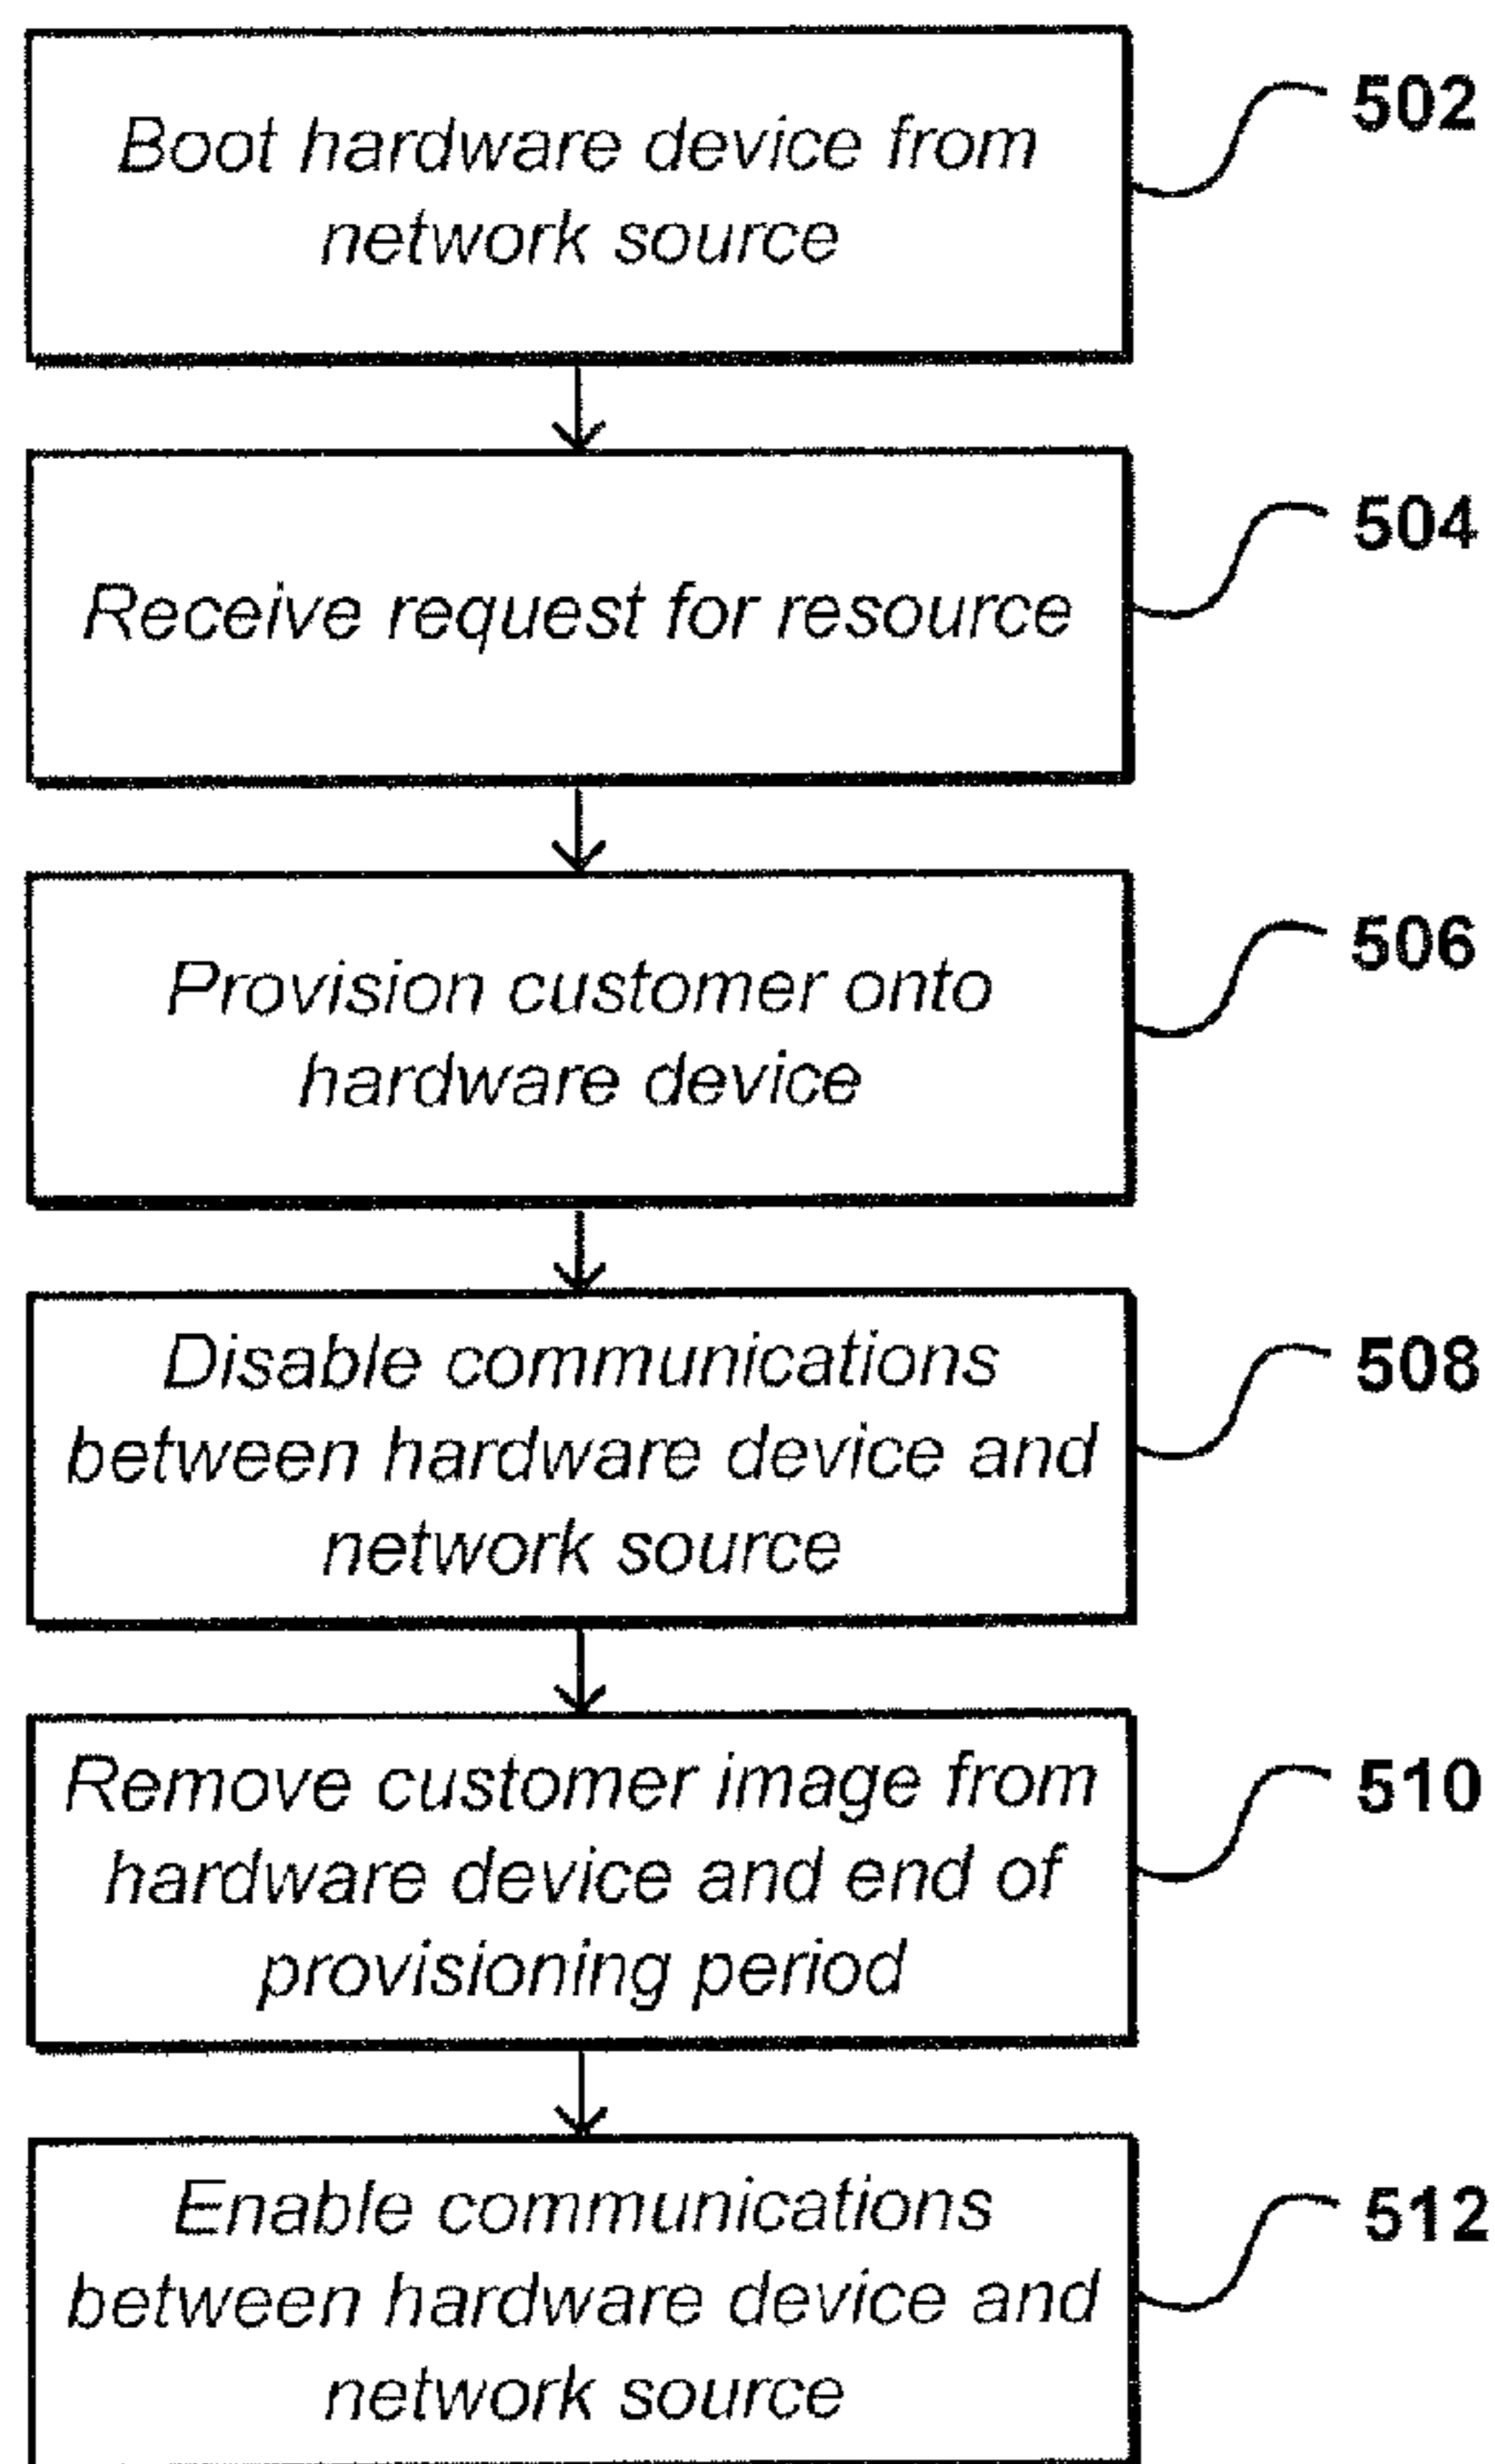 Boot hardware device from
network source
502
Receive request for resource
504
Provision customer onto
hardware device
506
Disable communications
between hardware device and
network source
508
Remove customer image from
hardware device and end of
provisioning period
510
Enable communications
between hardware device and
network source
512